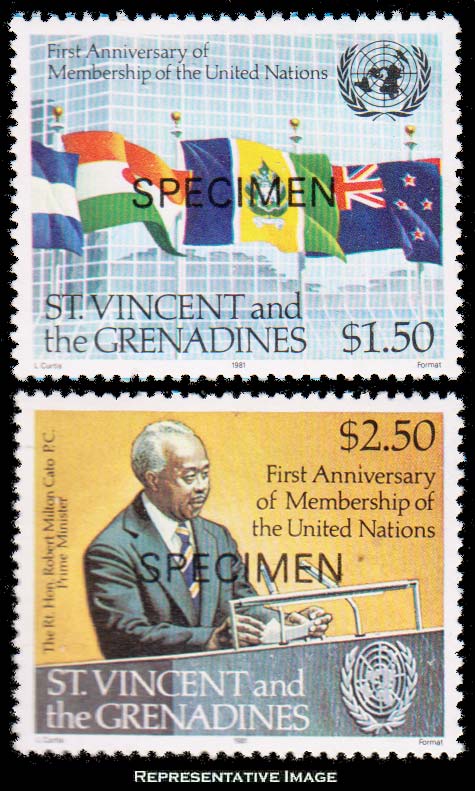 First Anniversary of
Membership of the United Nations
SPECIMEN
ST. VINCENT and
the GRENADINES
$1.50
L Curtis
1981
Format
$2.50
First Anniversary
of Membership of
the United Nations
The Rt. Hon. Robert Milton Cato P.C.
Prime Minister
SPECIMEN
ST. VINCENT and
the GRENADINES
L Curtis
1981
Format
Representative Image